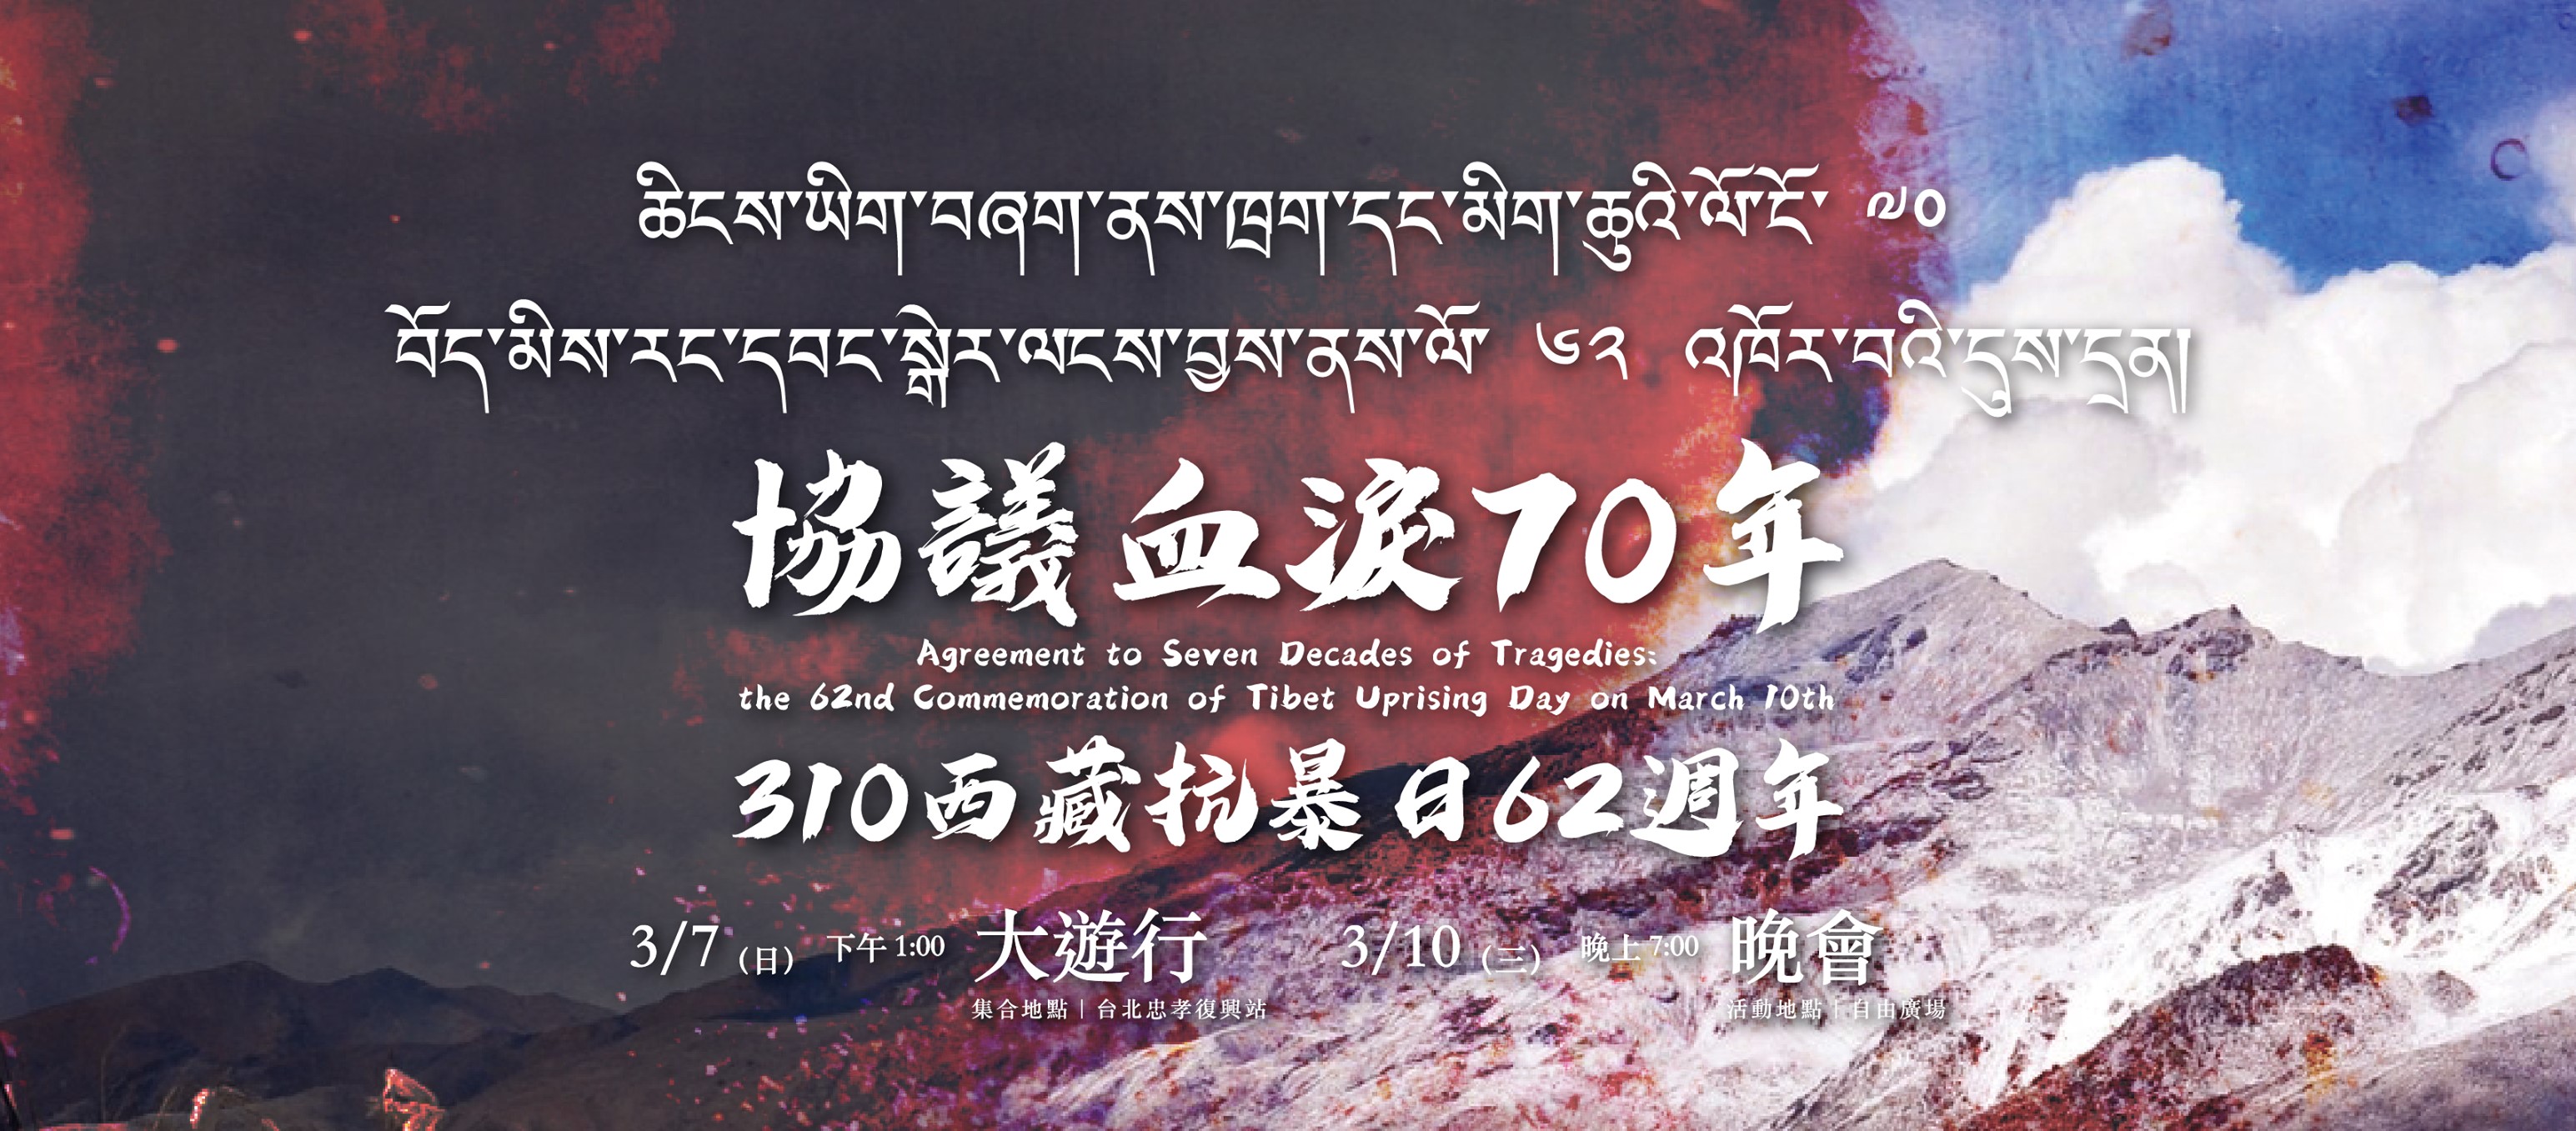 ཆིངས་ཡིག་བཞག་ནས་ཁྲག་དང་མིག་ཆུའི་ལོ་ངོ་ ༧༠
བོད་མིས་རང་དབང་སྒེར་ལངས་བྱས་ནས་ལོ་ ༦༢ འཁོར་བའི་དུས་དྲན།
協議血淚70年
Agreement to Seven Decades of Tragedies:
the 62nd Commemoration of Tibet Uprising Day on March 10th
310西藏抗暴日62週年
3/7 (日) 下午 1:00 大遊行 3/10 (三) 晚上 7:00 晚會
集合地點｜台北忠孝復興站 活動地點｜自由廣場